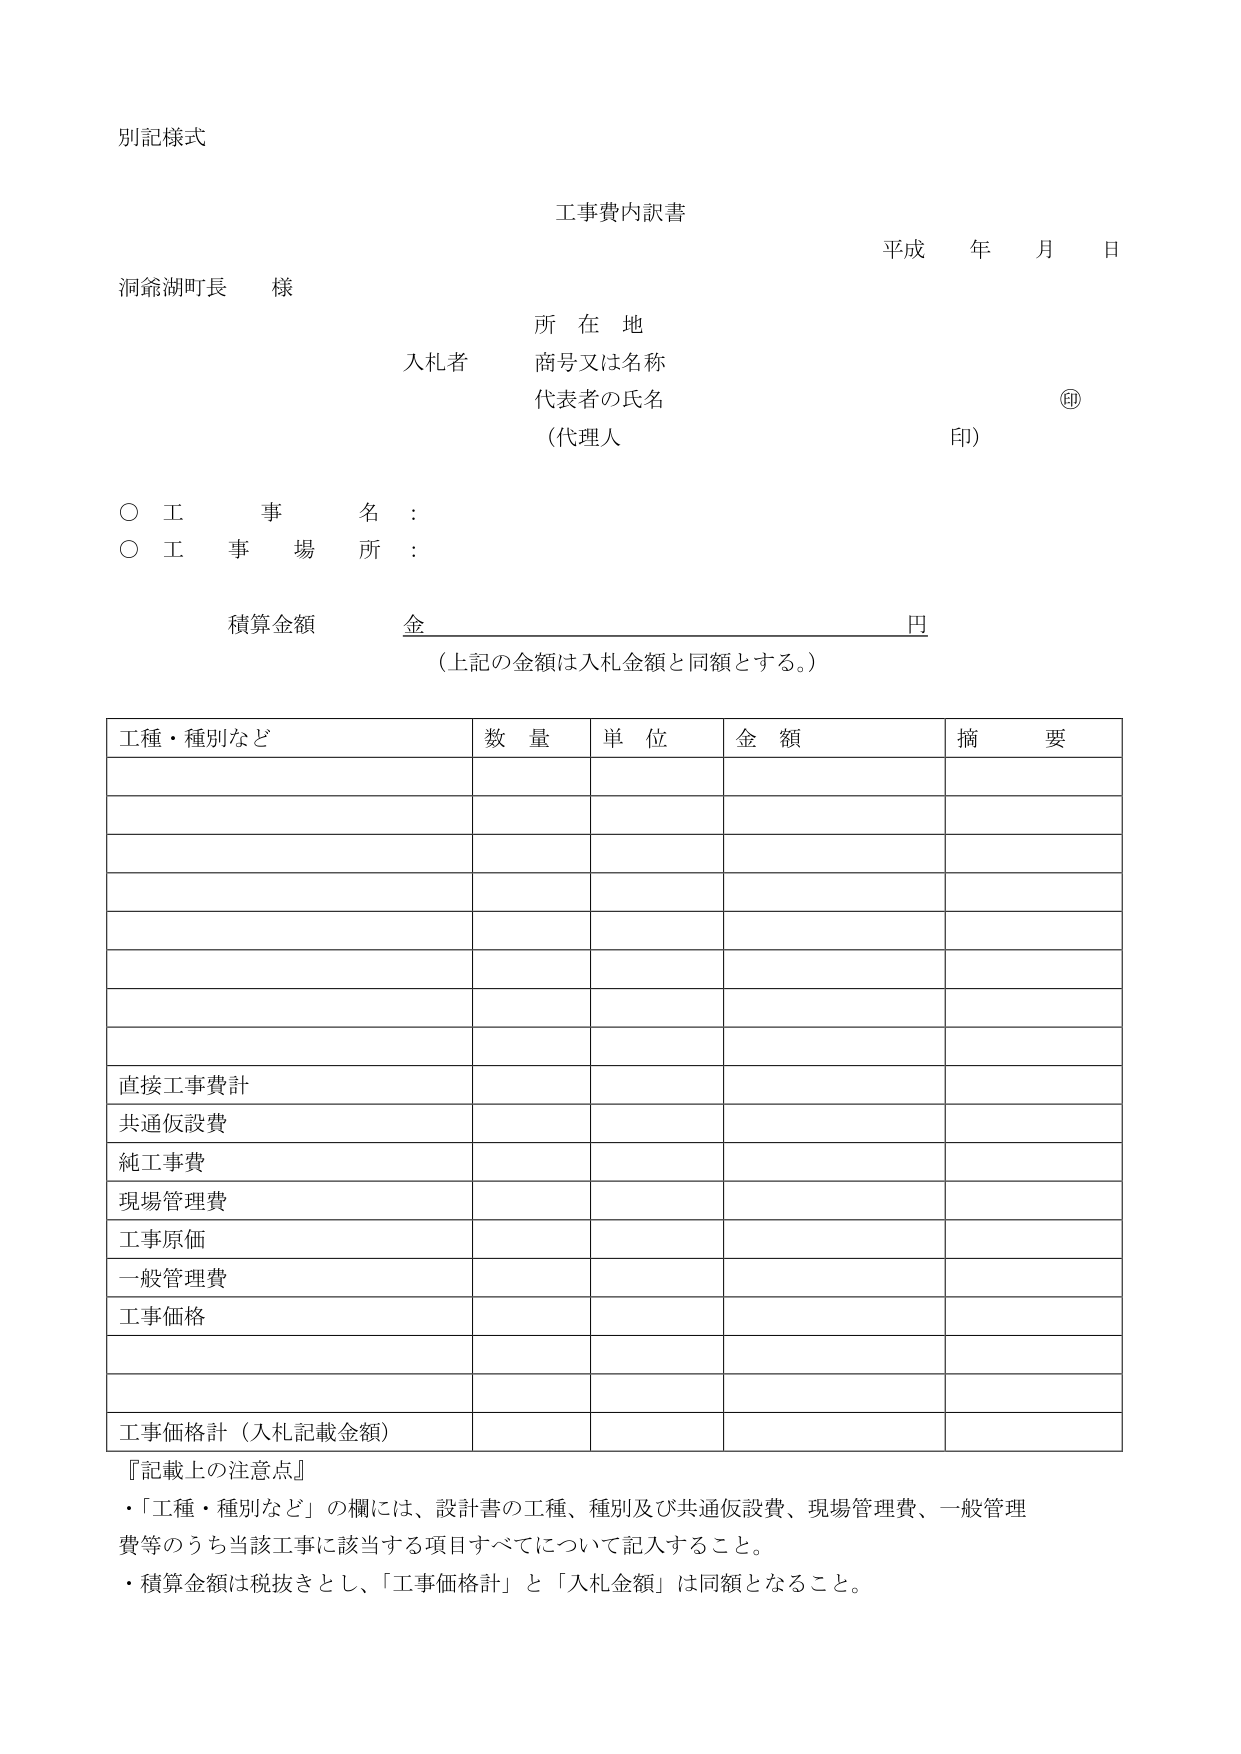 別記様式
工事費内訳書
平成　　年　　月　　日
洞爺湖町長　　様
所　在　地
入札者　　　商号又は名称
代表者の氏名　　　　　　　　　　　　　　　　　　㊞
（代理人　　　　　　　　　　　　　　　印）
○　工　　　事　　　名　：
○　工　　事　　場　　所　：
積算金額　　　　金　　　　　　　　　　　　　　　　　　　　　　円
（上記の金額は入札金額と同額とする。）
工種・種別など　数　量　単　位　金　額　摘　　　要
直接工事費計
共通仮設費
純工事費
現場管理費
工事原価
一般管理費
工事価格
工事価格計（入札記載金額）
『記載上の注意点』
・「工種・種別など」の欄には、設計書の工種、種別及び共通仮設費、現場管理費、一般管理
費等のうち当該工事に該当する項目すべてについて記入すること。
・積算金額は税抜きとし、「工事価格計」と「入札金額」は同額となること。